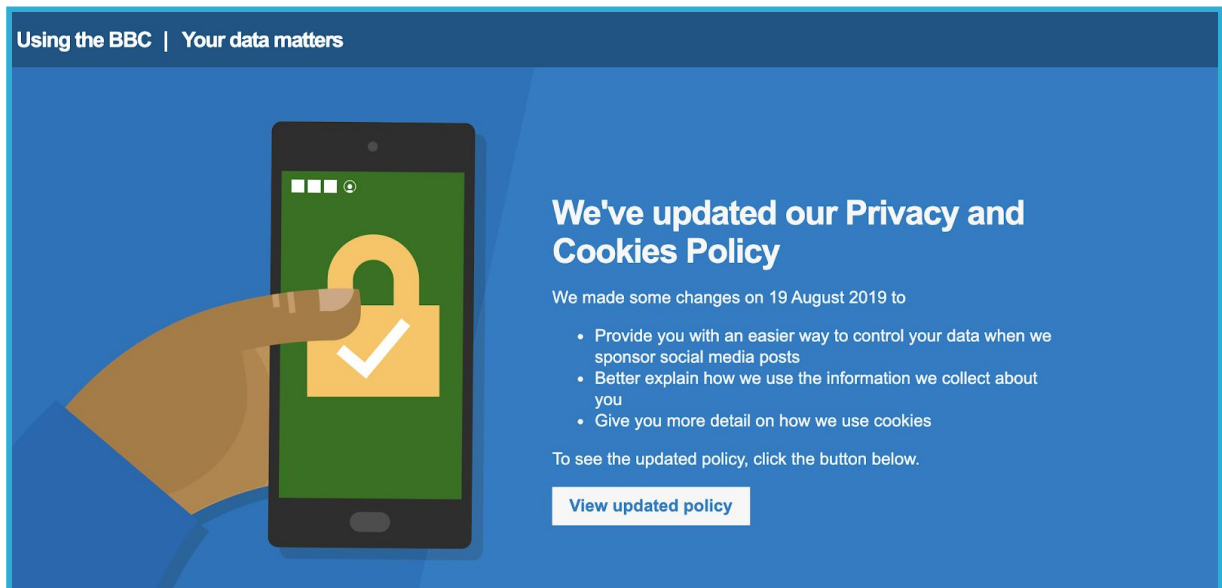 Using the BBC | Your data matters
We've updated our Privacy and
Cookies Policy
We made some changes on 19 August 2019 to
• Provide you with an easier way to control your data when we
sponsor social media posts
• Better explain how we use the information we collect about
you
• Give you more detail on how we use cookies
To see the updated policy, click the button below.
View updated policy